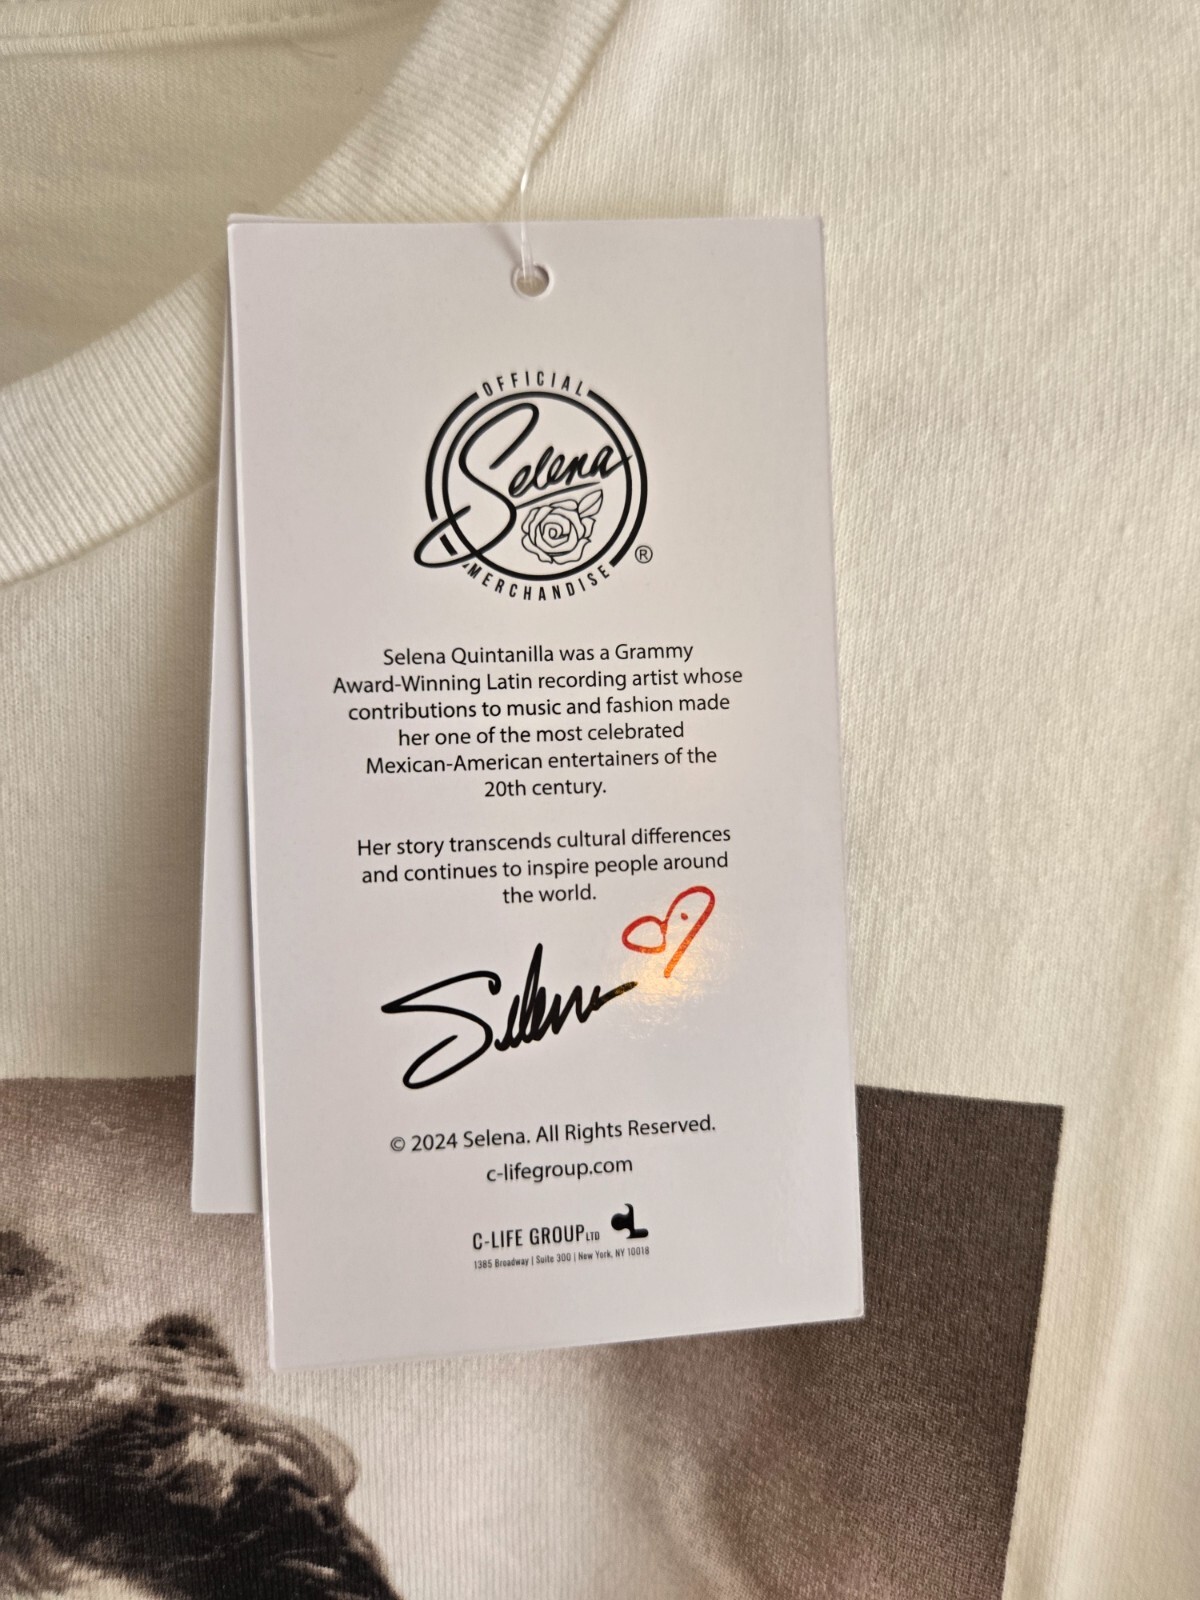 OFFICIAL
Selena
MERCHANDISE
®
Selena Quintanilla was a Grammy
Award-Winning Latin recording artist whose
contributions to music and fashion made
her one of the most celebrated
Mexican-American entertainers of the
20th century.
Her story transcends cultural differences
and continues to inspire people around
the world.
Selena
© 2024 Selena. All Rights Reserved.
c-lifegroup.com
C-LIFE GROUP LTD
1385 Broadway | Suite 300 | New York, NY 10018